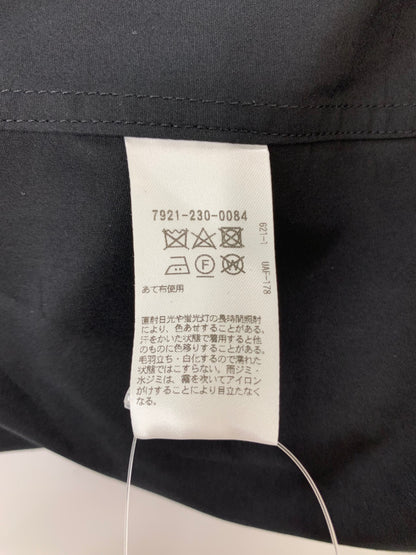 7921-230-0084
621-1 UAF-178
F
W
あて布使用
直射日光や蛍光灯の長時間照射
により、色あせすることがある。
汗をかいた状態で着用すると他
のものに色移りすることがある。
毛羽立ち・白化するので濡れた
状態ではこすらない。雨ジミ・
水ジミは、霧を吹いてアイロン
がけすることにより目立たなく
なる。